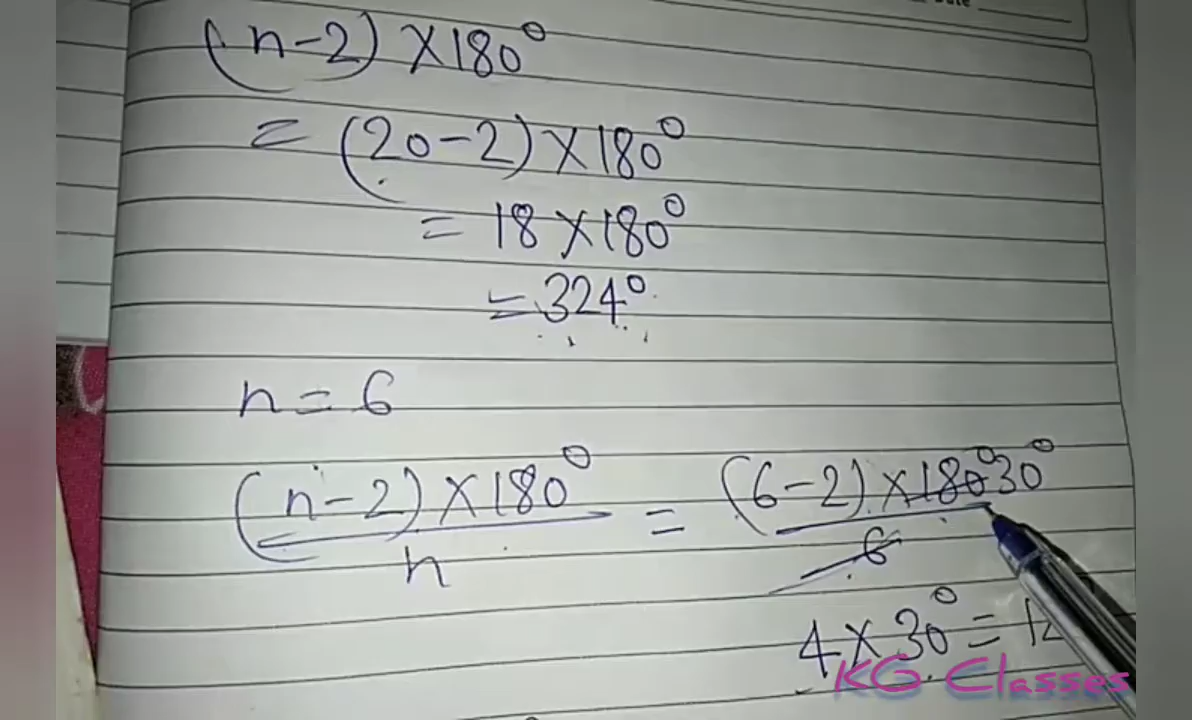 (n-2) ×180°
= (20-2) ×180°
= 18 ×180°
= 324°
n = 6
(n-2) ×180° / n = (6-2) ×180° 30° / 6
4 × 30° =
KG Classes